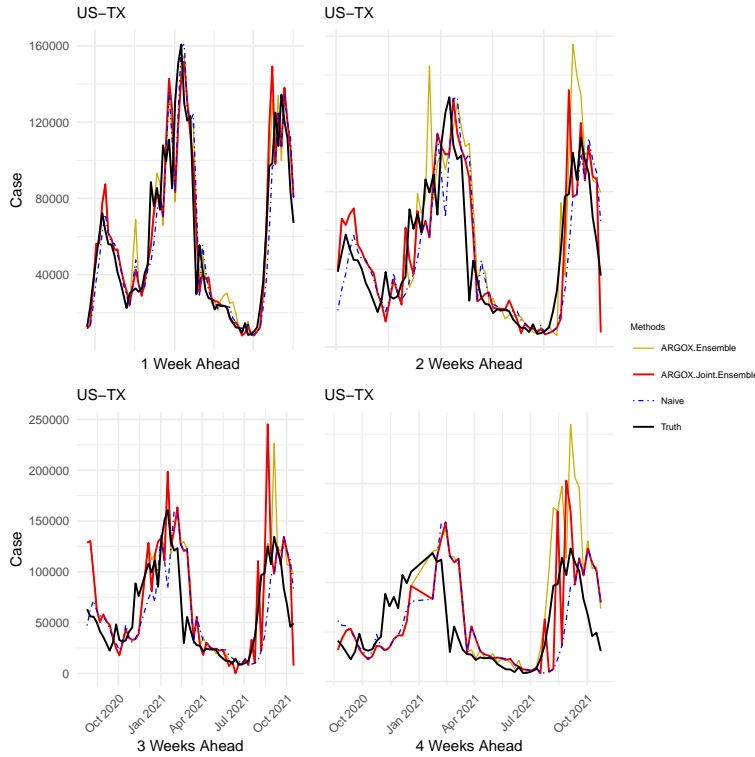 US−TX
US−TX
160000
120000
80000
40000
Case
1 Week Ahead
2 Weeks Ahead
Methods
ARGOX.Ensemble
ARGOX.Joint.Ensemble
Naive
Truth
US−TX
US−TX
250000
200000
150000
100000
50000
0
Case
Oct 2020
Jan 2021
Apr 2021
Jul 2021
Oct 2021
Oct 2020
Jan 2021
Apr 2021
Jul 2021
Oct 2021
3 Weeks Ahead
4 Weeks Ahead